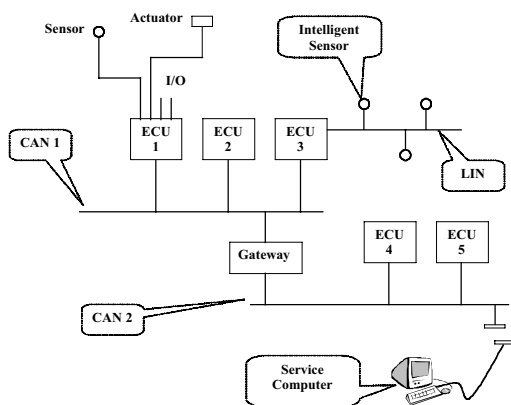 Sensor
Actuator
Intelligent
Sensor
I/O
ECU
1
ECU
2
ECU
3
CAN 1
LIN
Gateway
ECU
4
ECU
5
CAN 2
Service
Computer